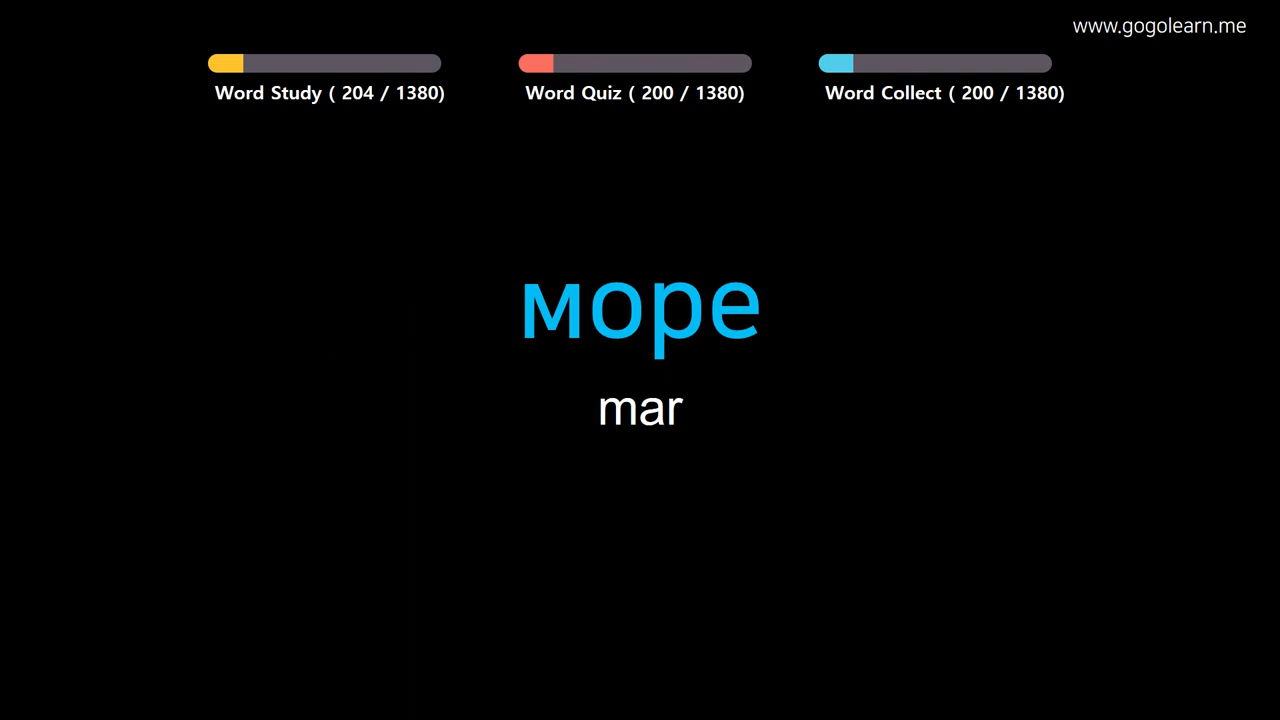 www.gogolearn.me
Word Study ( 204 / 1380)
Word Quiz ( 200 / 1380)
Word Collect ( 200 / 1380)
море
mar